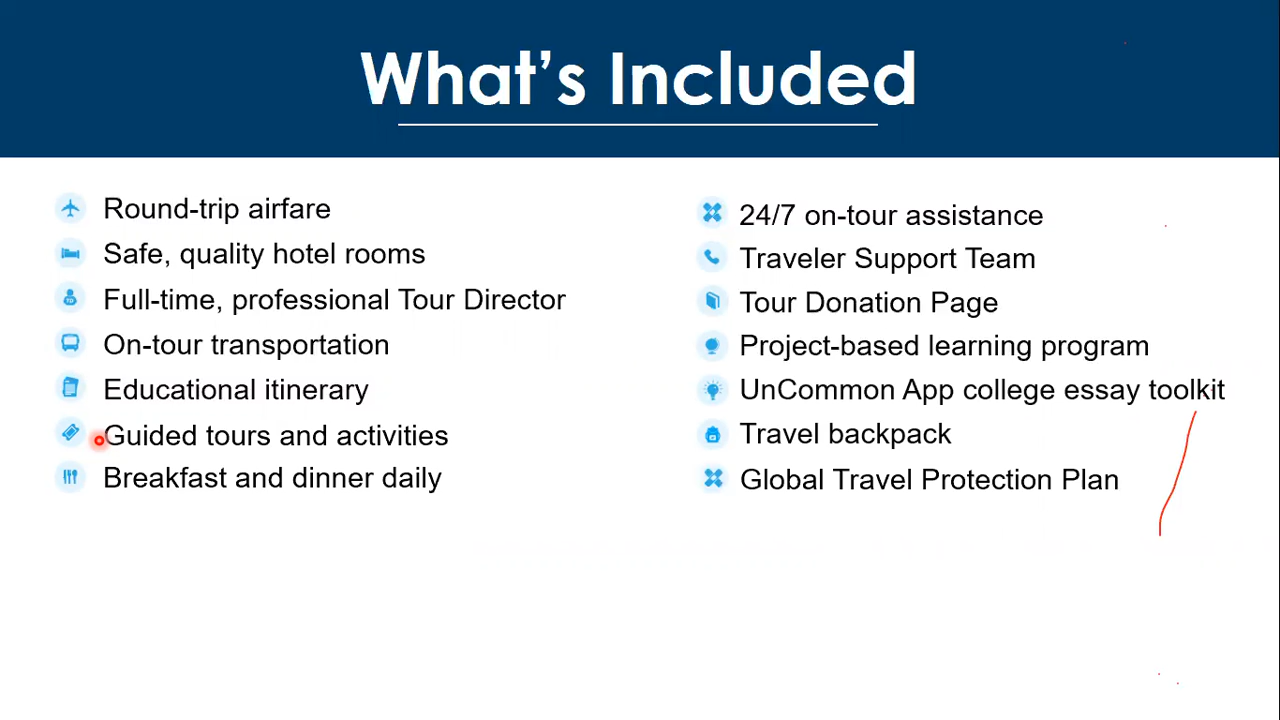 What's Included
Round-trip airfare
Safe, quality hotel rooms
Full-time, professional Tour Director
On-tour transportation
Educational itinerary
Guided tours and activities
Breakfast and dinner daily
24/7 on-tour assistance
Traveler Support Team
Tour Donation Page
Project-based learning program
UnCommon App college essay toolkit
Travel backpack
Global Travel Protection Plan